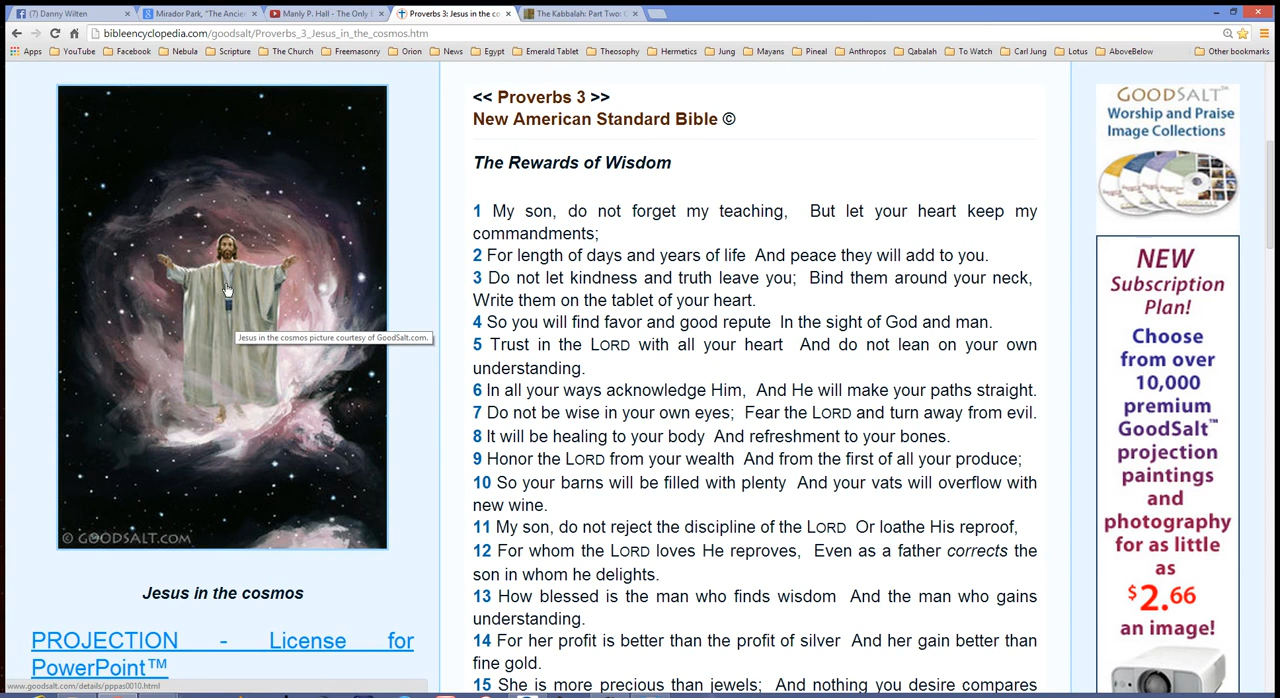 (7) Danny Wilten
Mirador Park, "The Ancie
Manly P. Hall - The Only E
Proverbs 3: Jesus in the co
The Kabbalah: Part Two: C
bibleencyclopedia.com/goodsalt/Proverbs_3_Jesus_in_the_cosmos.htm
Apps YouTube Facebook Nebula Scripture The Church Freemasonry Orion News Egypt Emerald Tablet Theosophy Hermetics Jung Mayans Pineal Anthropos Qabalah To Watch Carl Jung Lotus AboveBelow Other bookmarks
Jesus in the cosmos picture courtesy of GoodSalt.com.
© GOODSALT.COM
Jesus in the cosmos
PROJECTION - License for
PowerPoint™
www.goodsalt.com/details/pppas0010.html
<< Proverbs 3 >>
New American Standard Bible ©
The Rewards of Wisdom
1 My son, do not forget my teaching, But let your heart keep my
commandments;
2 For length of days and years of life And peace they will add to you.
3 Do not let kindness and truth leave you; Bind them around your neck,
Write them on the tablet of your heart.
4 So you will find favor and good repute In the sight of God and man.
5 Trust in the LORD with all your heart And do not lean on your own
understanding.
6 In all your ways acknowledge Him, And He will make your paths straight.
7 Do not be wise in your own eyes; Fear the LORD and turn away from evil.
8 It will be healing to your body And refreshment to your bones.
9 Honor the LORD from your wealth And from the first of all your produce;
10 So your barns will be filled with plenty And your vats will overflow with
new wine.
11 My son, do not reject the discipline of the LORD Or loathe His reproof,
12 For whom the LORD loves He reproves, Even as a father corrects the
son in whom he delights.
13 How blessed is the man who finds wisdom And the man who gains
understanding.
14 For her profit is better than the profit of silver And her gain better than
fine gold.
15 She is more precious than jewels; And nothing you desire compares
GOODSALT™
Worship and Praise
Image Collections
NEW
Subscription
Plan!
Choose
from over
10,000
premium
GoodSalt™
projection
paintings
and
photography
for as little
as
$2.66
an image!